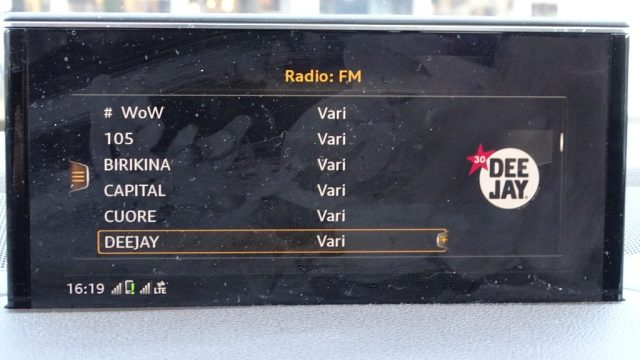 Radio: FM
# WoW Vari
105 Vari
BIRIKINA Vari
CAPITAL Vari
CUORE Vari
DEEJAY Vari
30
DEE
JAY
16:19 LTE